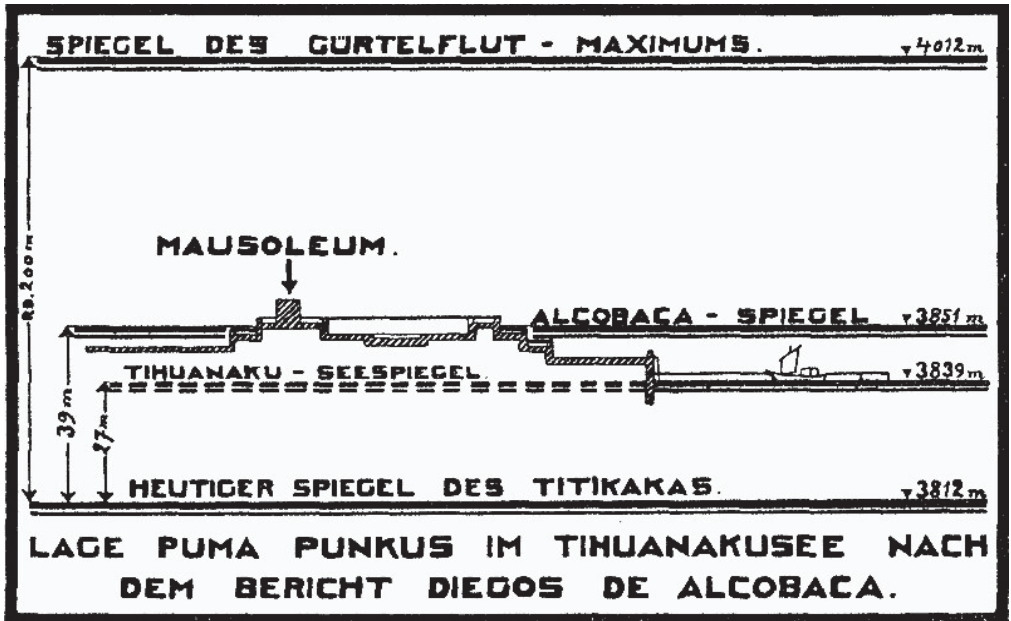 SPIEGEL DES GÜRTELFLUT - MAXIMUMS. 4012 m
RD. 200 m
MAUSOLEUM.
ALCOBACA - SPIEGEL 3851 m
TIHUANAKU - SEESPIEGEL. 3839 m
39 m
27 m
HEUTIGER SPIEGEL DES TITIKAKAS. 3812 m
LAGE PUMA PUNKUS IM TIHUANAKUSEE NACH
DEM BERICHT DIEGOS DE ALCOBACA.